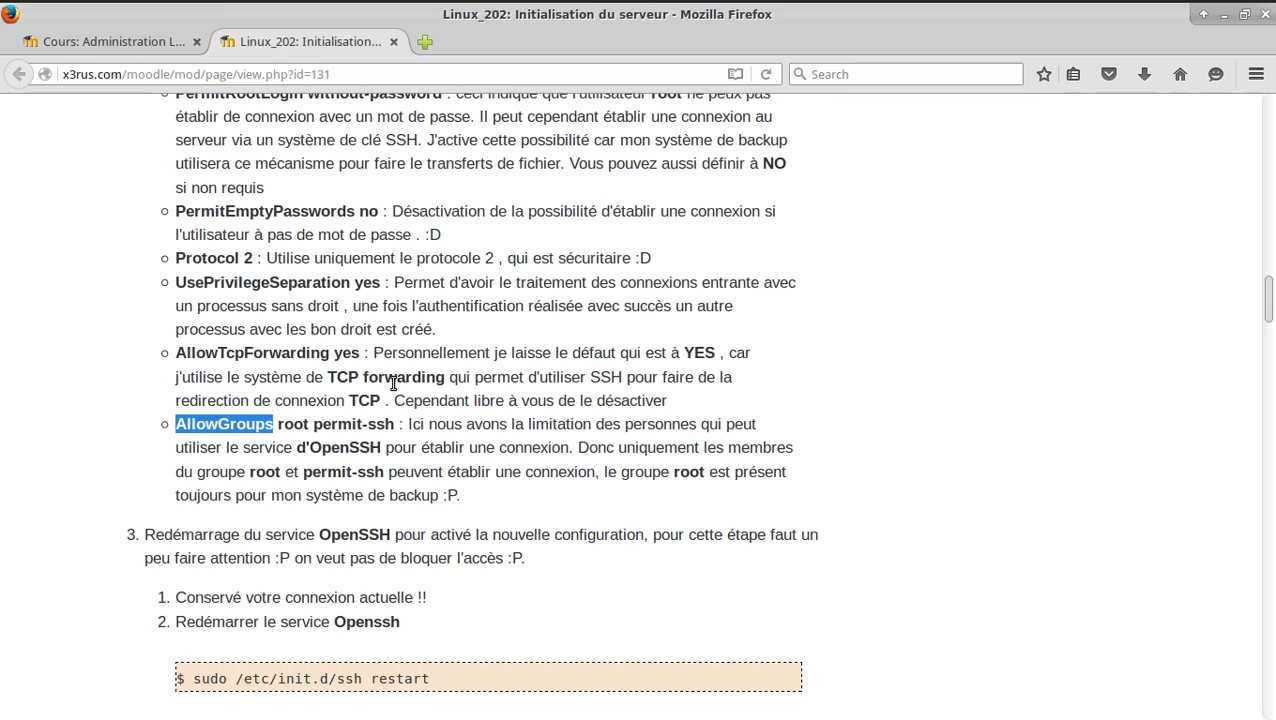 Linux_202: Initialisation du serveur - Mozilla Firefox
Cours: Administration L...
Linux_202: Initialisation...
x3rus.com/moodle/mod/page/view.php?id=131
Search
PermitRootLogin without-password : ceci indique que l'utilisateur root ne peux pas
établir de connexion avec un mot de passe. Il peut cependant établir une connexion au
serveur via un système de clé SSH. J'active cette possibilité car mon système de backup
utilisera ce mécanisme pour faire le transferts de fichier. Vous pouvez aussi définir à NO
si non requis
PermitEmptyPasswords no : Désactivation de la possibilité d'établir une connexion si
l'utilisateur à pas de mot de passe . :D
Protocol 2 : Utilise uniquement le protocole 2 , qui est sécuritaire :D
UsePrivilegeSeparation yes : Permet d'avoir le traitement des connexions entrante avec
un processus sans droit , une fois l'authentification réalisée avec succès un autre
processus avec les bon droit est créé.
AllowTcpForwarding yes : Personnellement je laisse le défaut qui est à YES , car
j'utilise le système de TCP forwarding qui permet d'utiliser SSH pour faire de la
redirection de connexion TCP . Cependant libre à vous de le désactiver
AllowGroups root permit-ssh : Ici nous avons la limitation des personnes qui peut
utiliser le service d'OpenSSH pour établir une connexion. Donc uniquement les membres
du groupe root et permit-ssh peuvent établir une connexion, le groupe root est présent
toujours pour mon système de backup :P.
3. Redémarrage du service OpenSSH pour activé la nouvelle configuration, pour cette étape faut un
peu faire attention :P on veut pas de bloquer l'accès :P.
1. Conservé votre connexion actuelle !!
2. Redémarrer le service Openssh
$ sudo /etc/init.d/ssh restart